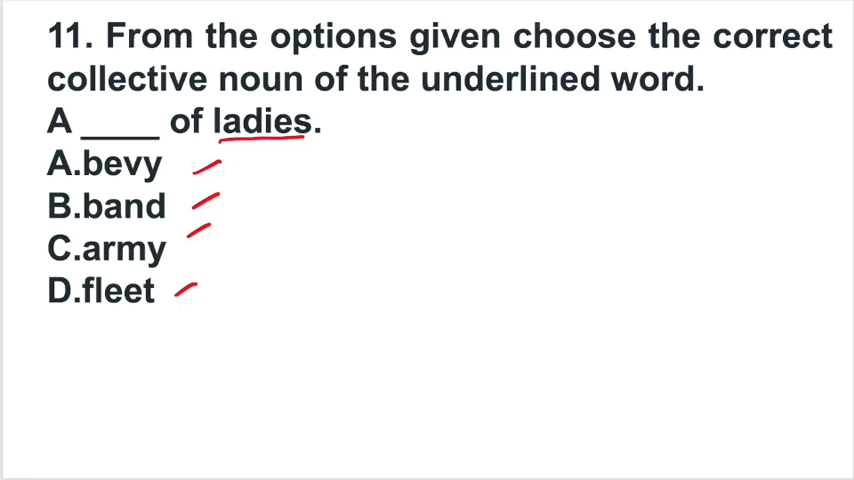 11. From the options given choose the correct
collective noun of the underlined word.
A ____ of ladies.
A.bevy
B.band
C.army
D.fleet